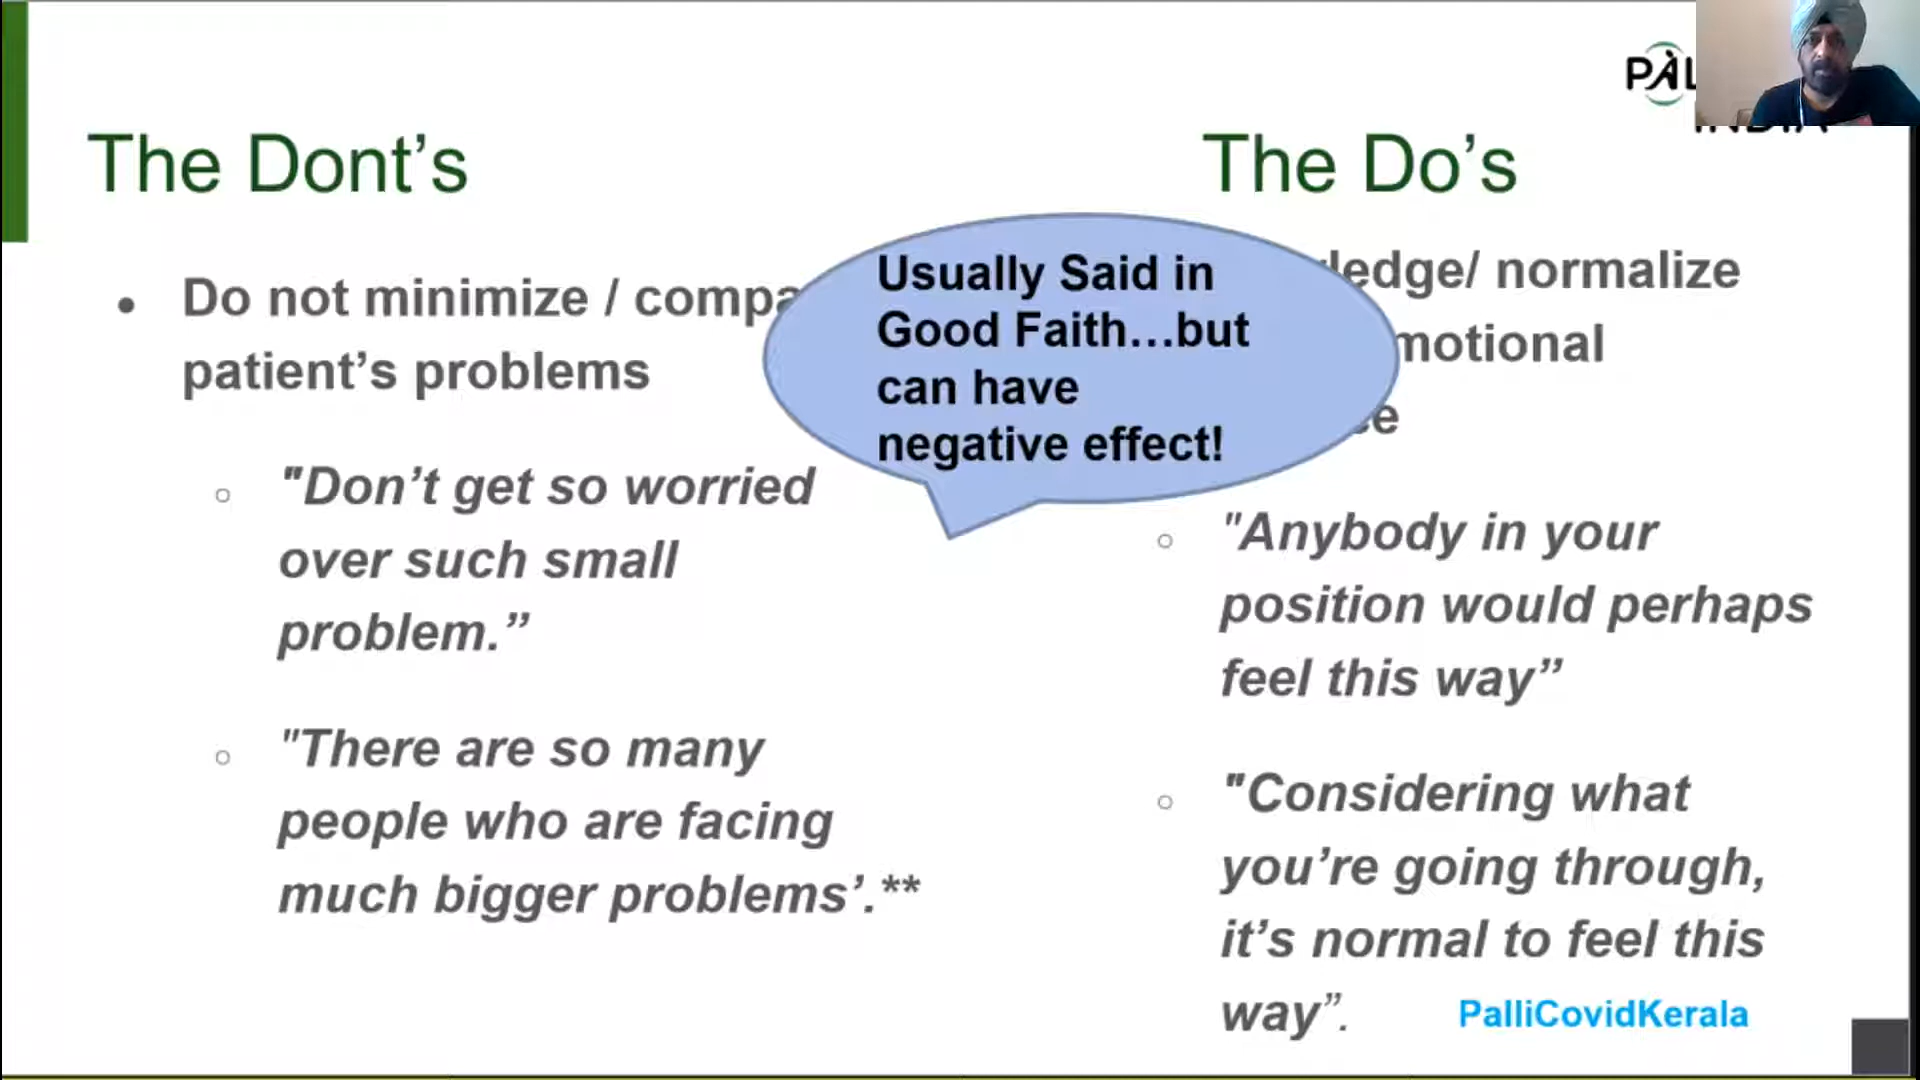 The Dont's
● Do not minimize / compa
patient's problems
○ "Don't get so worried
over such small
problem.”
○ "There are so many
people who are facing
much bigger problems’.**
Usually Said in
Good Faith...but
can have
negative effect!
The Do's
ledge/ normalize
motional
○ "Anybody in your
position would perhaps
feel this way”
○ "Considering what
you're going through,
it's normal to feel this
way”.
PalliCovidKerala
INDIA